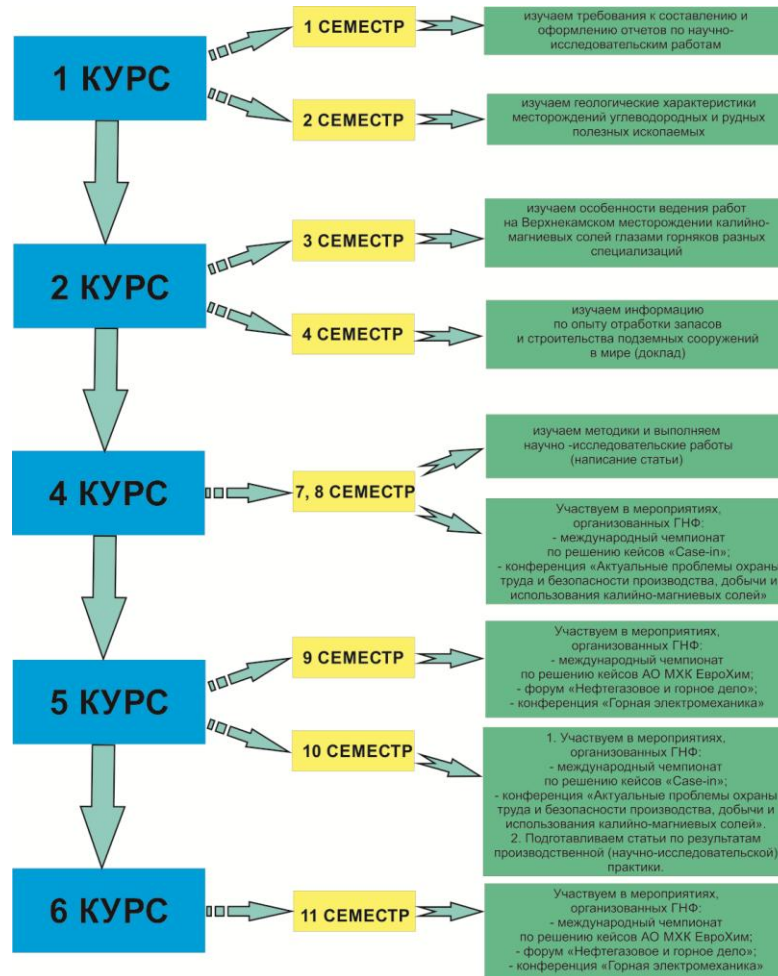 1 КУРС
1 СЕМЕСТР
изучаем требования к составлению и
оформлению отчетов по научно-
исследовательским работам
2 СЕМЕСТР
изучаем геологические характеристики
месторождений углеводородных и рудных
полезных ископаемых
2 КУРС
3 СЕМЕСТР
изучаем особенности ведения работ
на Верхнекамском месторождении калийно-
магниевых солей глазами горняков разных
специализаций
4 СЕМЕСТР
изучаем информацию
по опыту отработки запасов
и строительства подземных сооружений
в мире (доклад)
4 КУРС
7, 8 СЕМЕСТР
изучаем методики и выполняем
научно -исследовательские работы
(написание статьи)
Участвуем в мероприятиях,
организованных ГНФ:
- международный чемпионат
по решению кейсов «Case-in»;
- конференция «Актуальные проблемы охраны
труда и безопасности производства, добычи и
использования калийно-магниевых солей»
5 КУРС
9 СЕМЕСТР
Участвуем в мероприятиях,
организованных ГНФ:
- международный чемпионат
по решению кейсов АО МХК ЕвроХим;
- форум «Нефтегазовое и горное дело»;
- конференция «Горная электромеханика»
10 СЕМЕСТР
1. Участвуем в мероприятиях,
организованных ГНФ:
- международный чемпионат
по решению кейсов «Case-in»;
- конференция «Актуальные проблемы охраны
труда и безопасности производства, добычи и
использования калийно-магниевых солей».
2. Подготавливаем статьи по результатам
производственной (научно-исследовательской)
практики.
6 КУРС
11 СЕМЕСТР
Участвуем в мероприятиях,
организованных ГНФ:
- международный чемпионат
по решению кейсов АО МХК ЕвроХим;
- форум «Нефтегазовое и горное дело»;
- конференция «Горная электромеханика»